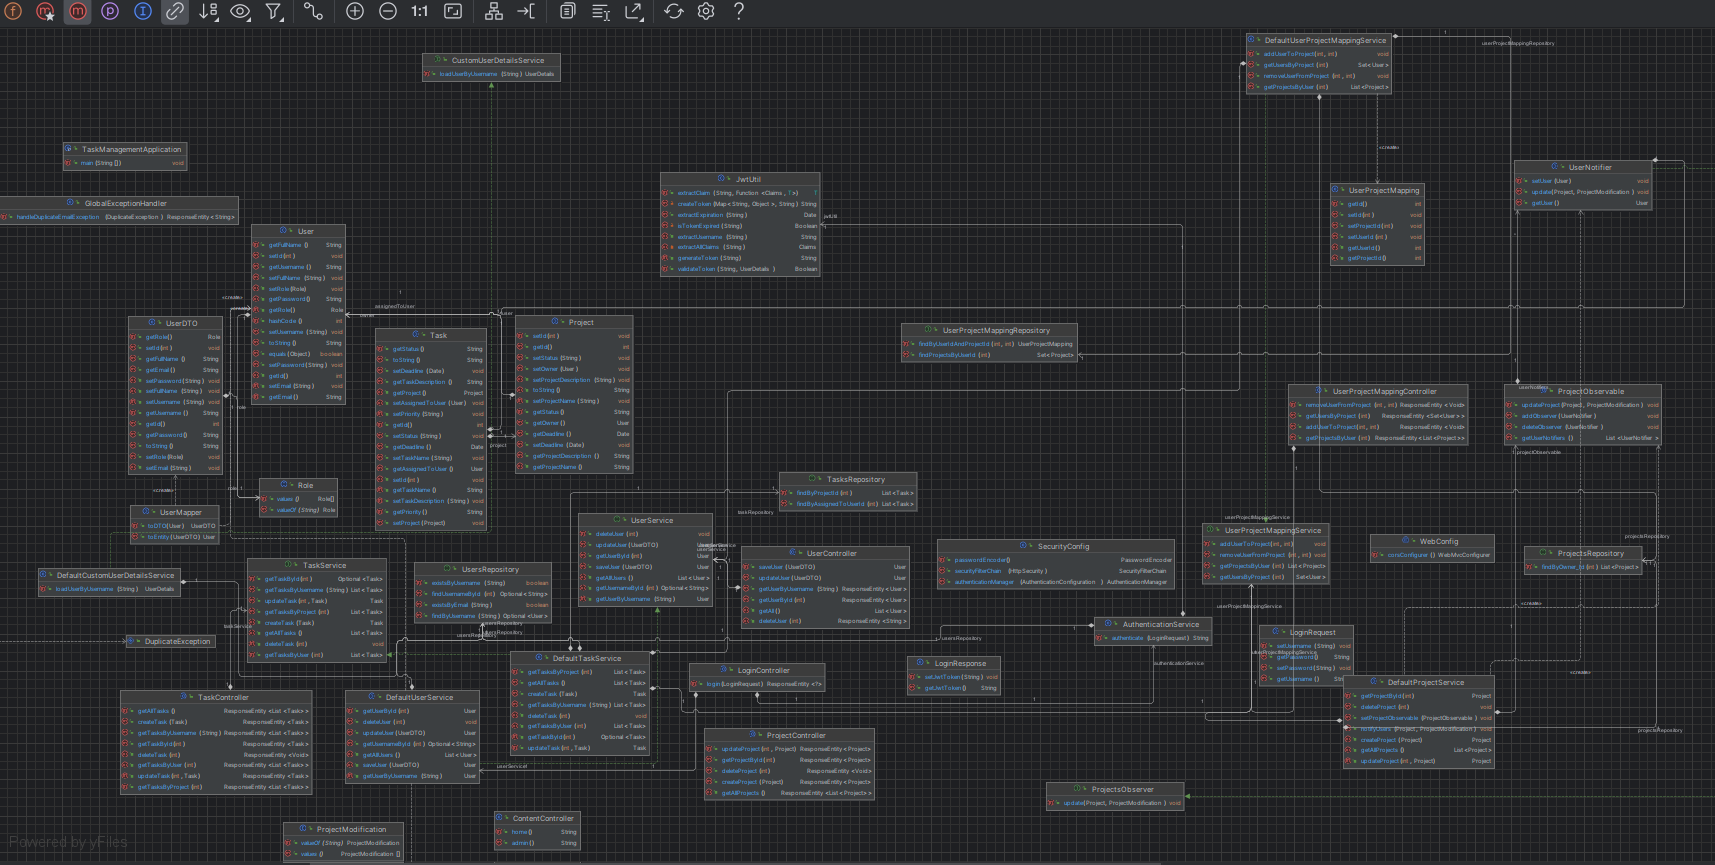 1:1
CustomUserDetailsService
loadUserByUsername (String) UserDetails
DefaultUserProjectMappingService
addUserToProject(int, int) void
getUsersByProject (int) Set<User>
removeUserFromProject (int, int) void
getProjectsByUser (int) List<Project>
userProjectMappingRepository
TaskManagementApplication
main (String []) void
GlobalExceptionHandler
handleDuplicateEmailException (DuplicateException) ResponseEntity<String>
JwtUtil
extractClaim (String, Function <Claims, T>) T
createToken (Map<String, Object>, String) String
extractExpiration (String) Date
isTokenExpired (String) Boolean
extractUsername (String) String
extractAllClaims (String) Claims
generateToken (String) String
validateToken (String, UserDetails) Boolean
jwtUtil
«create»
UserNotifier
setUser (User) void
update(Project, ProjectModification) void
getUser() User
UserProjectMapping
getId() int
setId(int) void
setProjectId(int) void
setUserId(int) void
getUserId() int
getProjectId() int
User
getFullName () String
setId(int) void
getUsername () String
setFullName (String) void
setRole(Role) void
getPassword() String
getRole() Role
hashCode () int
setUsername (String) void
toString () String
equals(Object) boolean
setPassword(String) void
getId() int
setEmail (String) void
getEmail () String
UserDTO
getRole() Role
setId(int) void
getFullName () String
getEmail () String
setPassword(String) void
setFullName (String) void
setUsername (String) void
getUsername () String
getId() int
getPassword() String
toString () String
setRole(Role) void
setEmail (String) void
assignedToUser
Task
getStatus() String
toString () String
setDeadline (Date) void
getTaskDescription () String
getProject () Project
setAssignedToUser (User) void
setPriority (String) void
getId() int
setStatus (String) void
getDeadline () Date
setTaskName (String) void
getAssignedToUser () User
setId(int) void
getTaskName () String
setTaskDescription (String) void
getPriority () String
setProject (Project) void
Project
setId(int) void
getId() int
setStatus (String) void
setOwner (User) void
setProjectDescription (String) void
toString () String
setProjectName (String) void
getStatus () String
getOwner () User
getDeadline () Date
setDeadline (Date) void
getProjectDescription () String
getProjectName () String
project
UserProjectMappingRepository
findByUserIdAndProjectId (int, int) UserProjectMapping
findProjectsByUserId (int) Set<Project>
UserProjectMappingController
removeUserFromProject (int, int) ResponseEntity <Void>
getUsersByProject (int) ResponseEntity <Set<User>>
addUserToProject(int, int) ResponseEntity <Void>
getProjectsByUser (int) ResponseEntity <List<Project>>
ProjectObservable
updateProject (Project, ProjectModification) void
addObserver (UserNotifier) void
deleteObserver (UserNotifier) void
getUserNotifiers () List <UserNotifier>
projectObservable
Role
values () Role[]
valueOf (String) Role
«create»
UserMapper
toDTO(User) UserDTO
toEntity (UserDTO) User
TasksRepository
findByProjectId (int) List <Task>
findByAssignedToUserId (int) List <Task>
taskRepository
UserService
deleteUser (int) void
updateUser (UserDTO) User
getUserById (int) User
saveUser (UserDTO) User
getAllUsers () List <User>
getUsernameById (int) Optional <String>
getUserByUsername (String) User
UserController
saveUser (UserDTO) User
updateUser (UserDTO) User
getUserByUsername (String) ResponseEntity <User>
getUserById (int) ResponseEntity <User>
getAll() List <User>
deleteUser (int) ResponseEntity <String>
SecurityConfig
passwordEncoder() PasswordEncoder
securityFilterChain (HttpSecurity) SecurityFilterChain
authenticationManager (AuthenticationConfiguration) AuthenticationManager
userProjectMappingService
UserProjectMappingService
addUserToProject(int, int) void
removeUserFromProject (int, int) void
getProjectsByUser (int) List <Project>
getUsersByProject (int) Set<User>
WebConfig
corsConfigurer () WebMvcConfigurer
ProjectsRepository
findByOwner_Id (int) List <Project>
DefaultCustomUserDetailsService
loadUserByUsername (String) UserDetails
TaskService
getTaskById (int) Optional <Task>
getTasksByUsername (String) List <Task>
updateTask (int, Task) Task
getTasksByProject (int) List <Task>
createTask (Task) Task
getAllTasks () List <Task>
deleteTask (int) void
getTasksByUser (int) List <Task>
UsersRepository
existsByUsername (String) boolean
findUsernameById (int) Optional <String>
existsByEmail (String) boolean
findByUsername (String) Optional <User>
usersRepository
userProjectMappingService
«create»
AuthenticationService
authenticate (LoginRequest) String
authenticationService
DuplicateException
LoginRequest
setUsername (String) void
getPassword() String
setPassword(String) void
getUsername () String
DefaultTaskService
getTasksByProject (int) List <Task>
getAllTasks () List <Task>
createTask (Task) Task
getTasksByUsername (String) List <Task>
deleteTask (int) void
getTasksByUser (int) List <Task>
getTaskById (int) Optional <Task>
updateTask (int, Task) Task
LoginController
login (LoginRequest) ResponseEntity <?>
LoginResponse
setJwtToken (String) void
getJwtToken () String
«create»
TaskController
getAllTasks () ResponseEntity <List <Task>>
createTask (Task) ResponseEntity <Task>
getTasksByUsername (String) ResponseEntity <List <Task>>
getTaskById (int) ResponseEntity <Task>
deleteTask (int) ResponseEntity <Void>
getTasksByUser (int) ResponseEntity <List <Task>>
updateTask (int, Task) ResponseEntity <Task>
getTasksByProject (int) ResponseEntity <List <Task>>
DefaultUserService
getUserById (int) User
deleteUser (int) void
updateUser (UserDTO) User
getUsernameById (int) Optional <String>
getAllUsers () List <User>
saveUser (UserDTO) User
getUserByUsername (String) User
userService
DefaultProjectService
getProjectById (int) Project
deleteProject (int) void
setProjectObservable (ProjectObservable) void
notifyUsers (Project, ProjectModification) void
createProject (Project) Project
getAllProjects () List <Project>
updateProject (int, Project) Project
projectsRepository
ProjectController
updateProject (int, Project) ResponseEntity <Project>
getProjectById (int) ResponseEntity <Project>
deleteProject (int) ResponseEntity <Void>
createProject (Project) ResponseEntity <Project>
getAllProjects () ResponseEntity <List <Project>>
ProjectsObserver
update(Project, ProjectModification) void
ContentController
home() String
admin() String
ProjectModification
valueOf (String) ProjectModification
values () ProjectModification []
Powered by yFiles